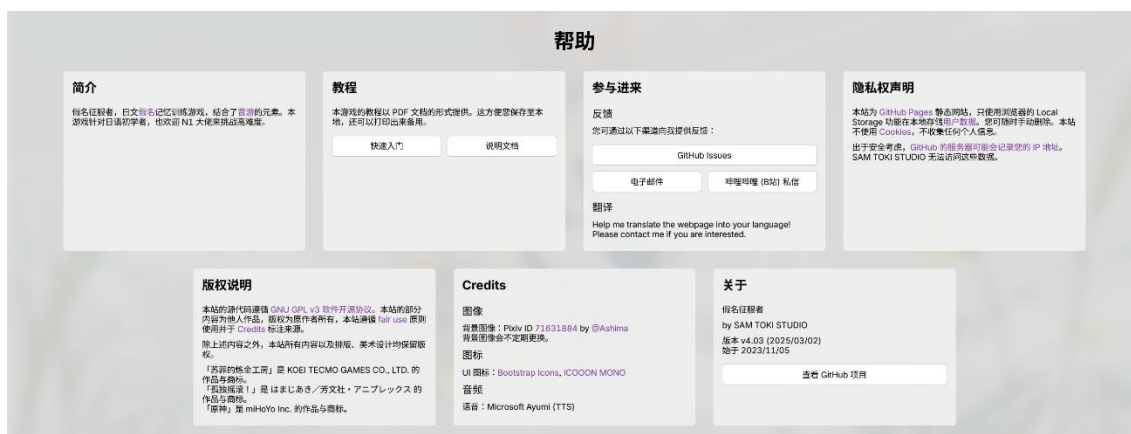 帮助
简介
假名征服者，日文假名记忆训练游戏，结合了音游的元素。本
游戏针对日语初学者，也欢迎 N1 大佬来挑战高难度。
教程
本游戏的教程以 PDF 文档的形式提供。这方便您保存至本
地，还可以打印出来备用。
快速入门
说明文档
参与进来
反馈
您可通过以下渠道向我提供反馈：
GitHub Issues
电子邮件
哔哩哔哩 (B站) 私信
翻译
Help me translate the webpage into your language!
Please contact me if you are interested.
隐私权声明
本站为 GitHub Pages 静态网站，只使用浏览器的 Local
Storage 功能在本地存储用户数据。您可随时手动删除。本站
不使用 Cookies，不收集任何个人信息。
出于安全考虑，GitHub 的服务器可能会记录您的 IP 地址。
SAM TOKI STUDIO 无法访问这些数据。
版权说明
本站的源代码遵循 GNU GPL v3 软件开源协议。本站的部分
内容为他人作品，版权为原作者所有，本站遵循 fair use 原则
使用并于 Credits 标注来源。
除上述内容之外，本站所有内容以及排版、美术设计均保留版
权。
「苏菲的炼金工房」是 KOEI TECMO GAMES CO., LTD. 的
作品与商标。
「孤独摇滚！」是 はまじあき／芳文社・アニプレックス 的
作品与商标。
「原神」是 miHoYo Inc. 的作品与商标。
Credits
图像
背景图像：Pixiv ID 71631884 by @Ashima
背景图像会不定期更换。
图标
UI 图标：Bootstrap Icons, ICOOON MONO
音频
语音：Microsoft Ayumi (TTS)
关于
假名征服者
by SAM TOKI STUDIO
版本 v4.03 (2025/03/02)
始于 2023/11/05
查看 GitHub 项目